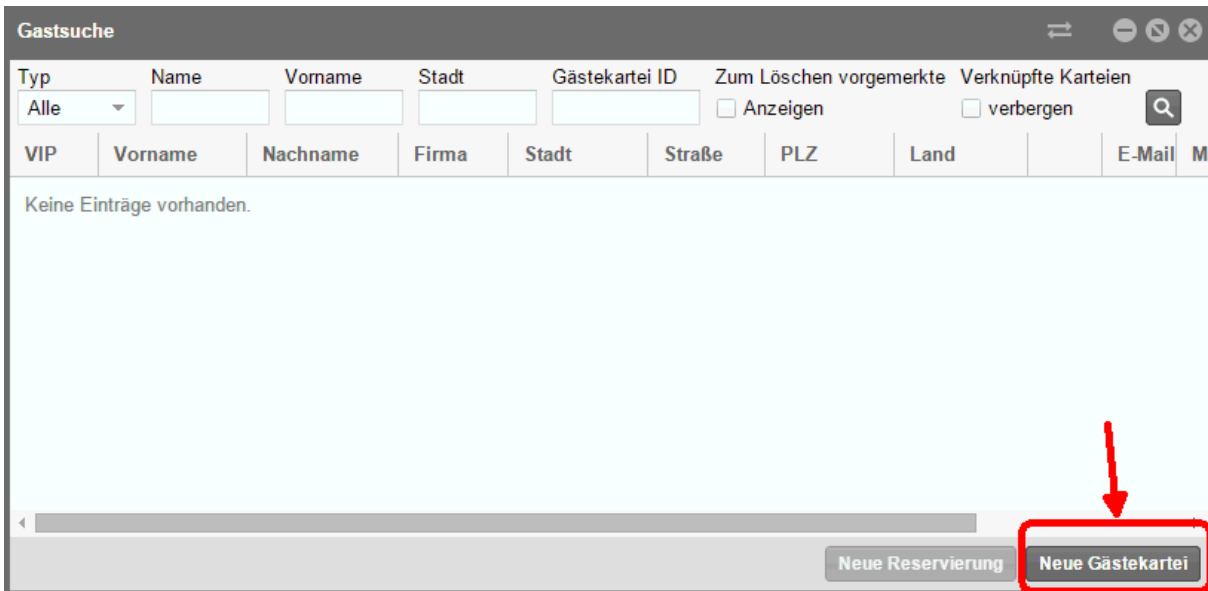 Gastsuche
Typ Name Vorname Stadt Gästekartei ID Zum Löschen vorgemerkte Verknüpfte Karteien
Alle Anzeigen verbergen
VIP Vorname Nachname Firma Stadt Straße PLZ Land E-Mail M
Keine Einträge vorhanden.
Neue Reservierung Neue Gästekartei